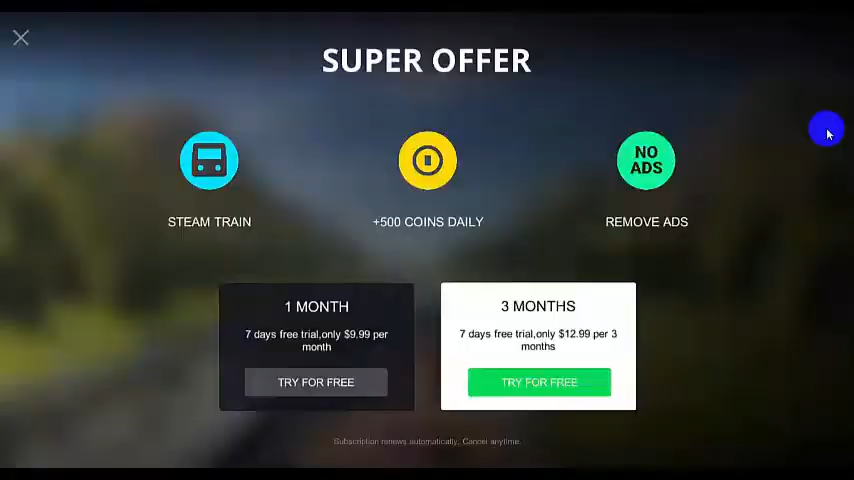 SUPER OFFER
NO
ADS
STEAM TRAIN
+500 COINS DAILY
REMOVE ADS
1 MONTH
7 days free trial,only $9.99 per
month
TRY FOR FREE
3 MONTHS
7 days free trial,only $12.99 per 3
months
TRY FOR FREE
Subscription renews automatically. Cancel anytime.